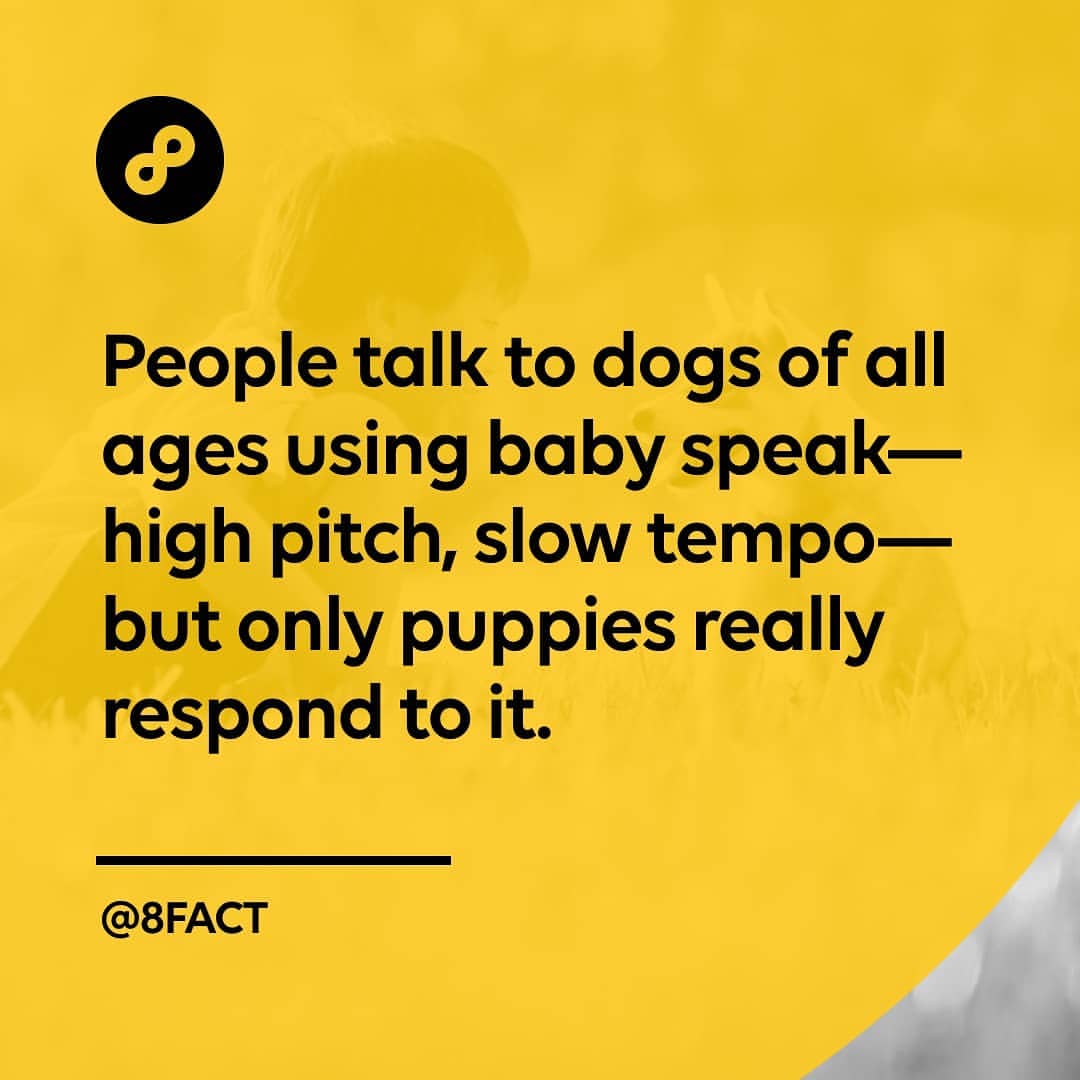 People talk to dogs of all
ages using baby speak—
high pitch, slow tempo—
but only puppies really
respond to it.
@8FACT